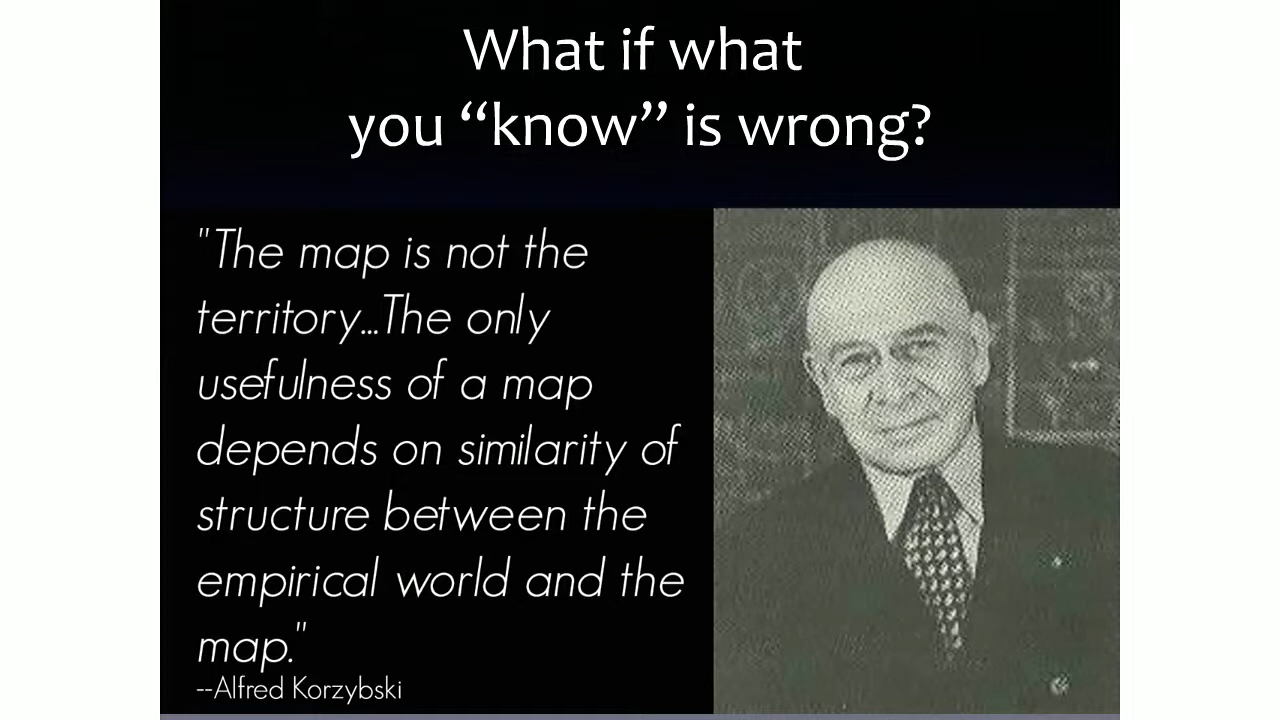 What if what
you “know” is wrong?
"The map is not the
territory...The only
usefulness of a map
depends on similarity of
structure between the
empirical world and the
map."
--Alfred Korzybski